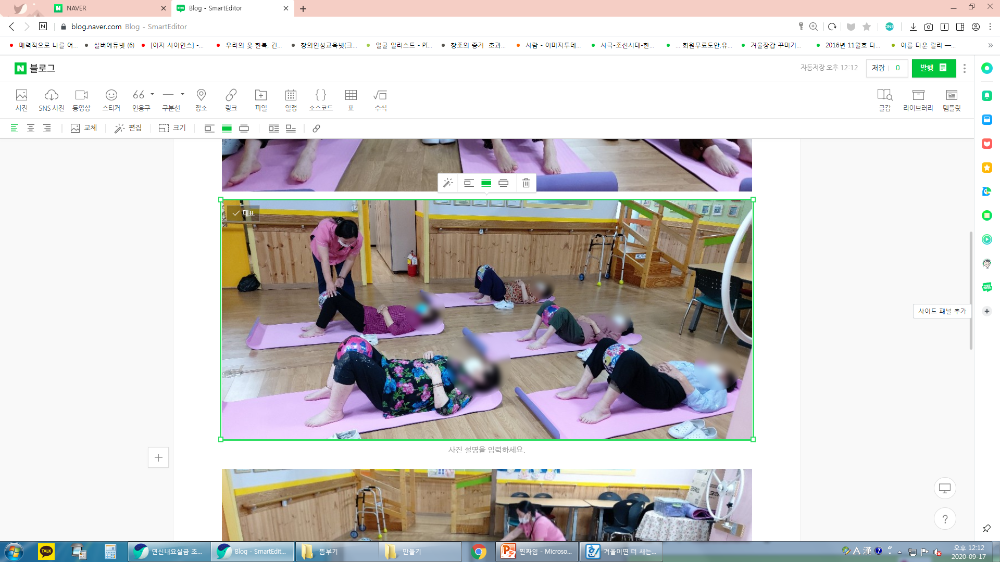 NAVER
Blog - SmartEditor
blog.naver.com Blog - SmartEditor
매력적으로 나를 어...
실버에듀넷 (6)
[이지 사이언스] -...
우리의 옷 한복, 긴...
창의인성교육넷(크...
얼굴 일러스트 - PI...
창조의 증거 초과...
사람 - 이미지투데...
사극-조선시대-한...
... 회원무료도안,유...
겨울장갑 꾸미기...
2016년 11월호 다...
아름 다운 릴리 —...
블로그
자동저장 오후 12:12
저장 0
발행
사진
SNS 사진
동영상
스티커
인용구
구분선
장소
링크
파일
일정
소스코드
표
수식
글감
라이브러리
템플릿
교체
편집
크기
대표
사이드 패널 추가
사진 설명을 입력하세요.
TALK
연신내요실금 초...
Blog - SmartEdit...
뜸부기
만들기
찐짜임 - Microso...
겨울이면 더 새는...
A 漢
오후 12:12
2020-09-17